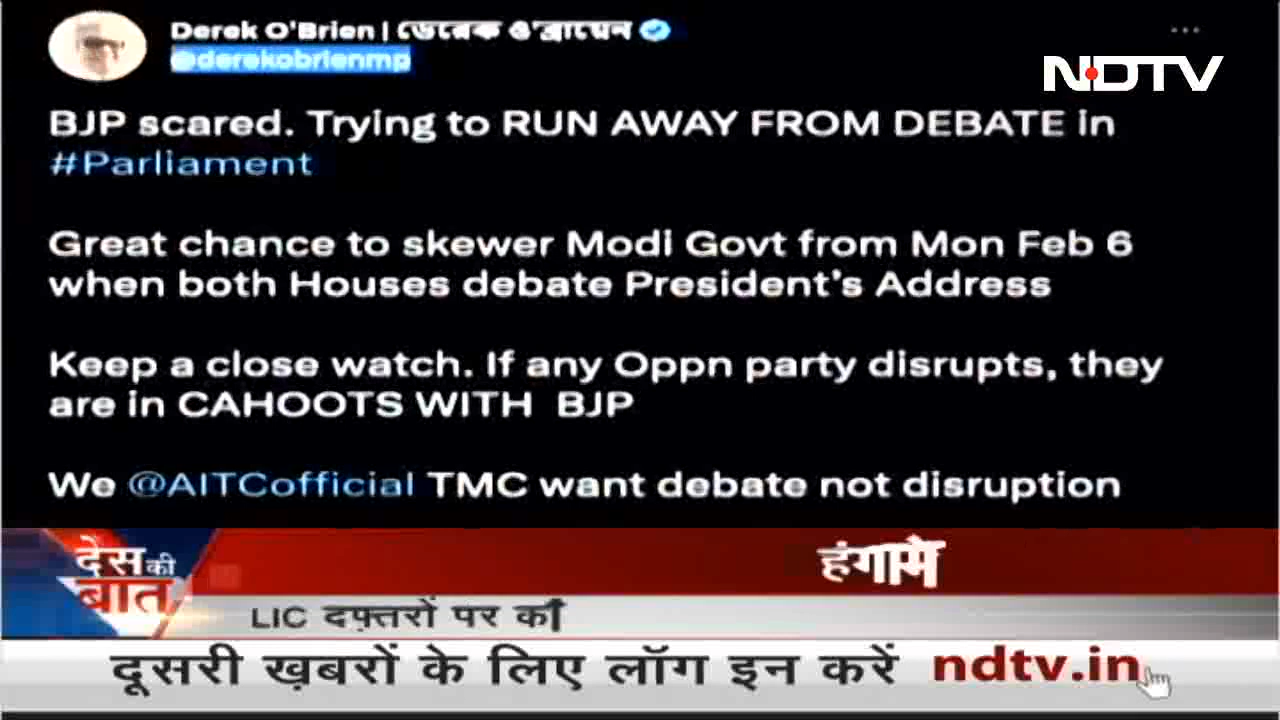 Derek O'Brien | ডেরেক ও'ব্রায়েন
@derekobrienmp
NDTV
BJP scared. Trying to RUN AWAY FROM DEBATE in
#Parliament
Great chance to skewer Modi Govt from Mon Feb 6
when both Houses debate President's Address
Keep a close watch. If any Oppn party disrupts, they
are in CAHOOTS WITH BJP
We @AITCofficial TMC want debate not disruption
देस की
बात
हंगामे
LIC दफ़्तरों पर
दूसरी ख़बरों के लिए लॉग इन करें ndtv.in